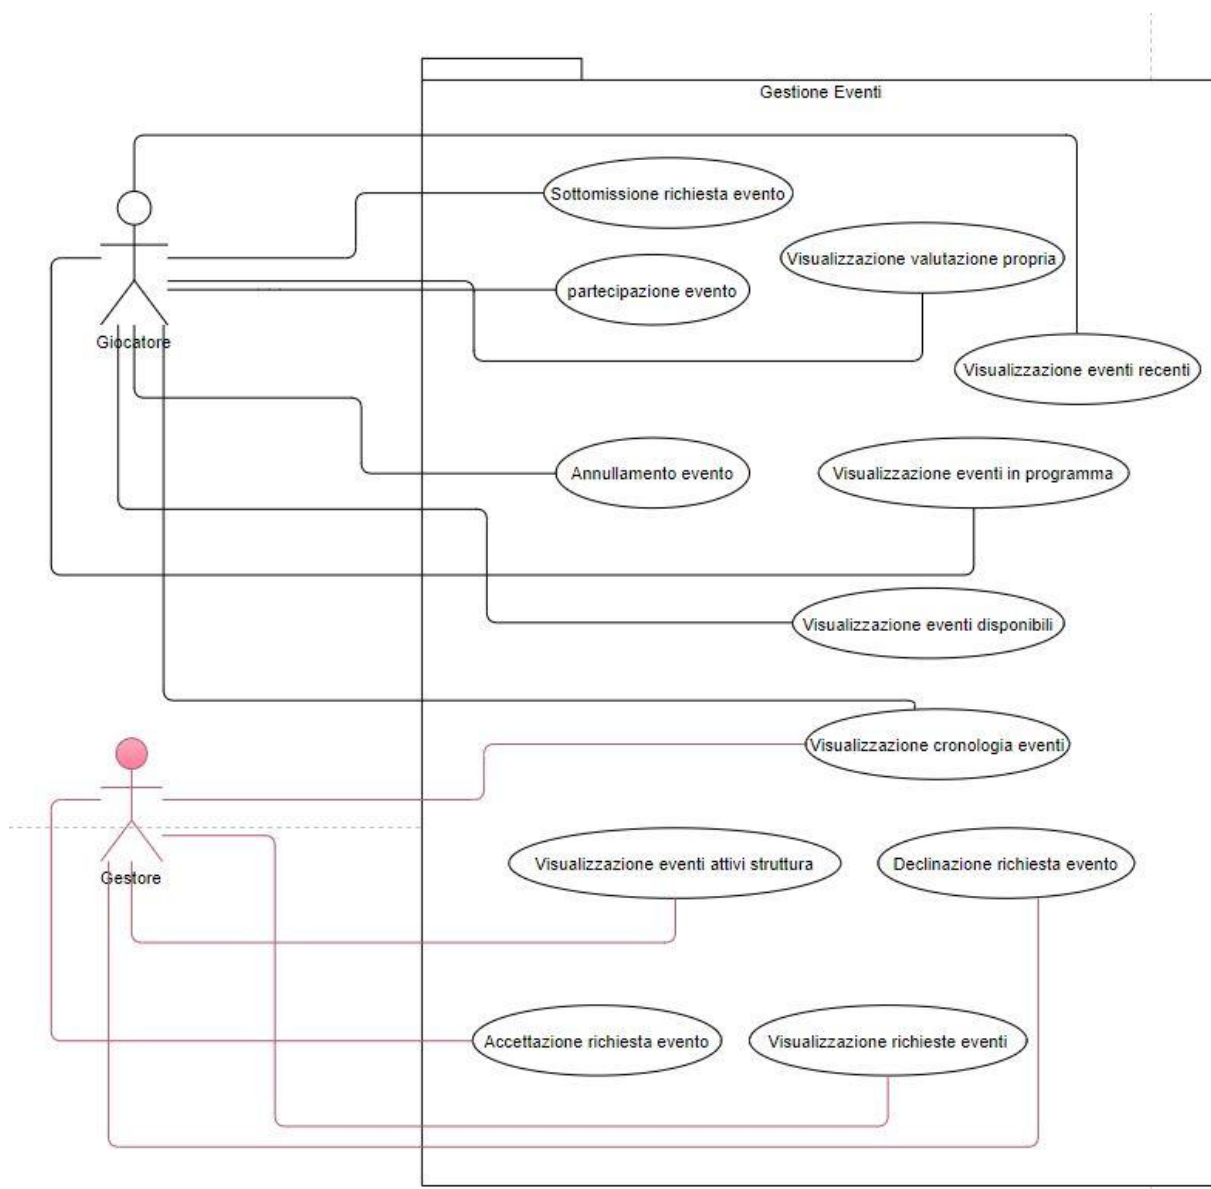 Gestione Eventi
Sottomissione richiesta evento
Visualizzazione valutazione propria
partecipazione evento
Giocatore
Visualizzazione eventi recenti
Annullamento evento
Visualizzazione eventi in programma
Visualizzazione eventi disponibili
Visualizzazione cronologia eventi
Visualizzazione eventi attivi struttura
Declinazione richiesta evento
Gestore
Accettazione richiesta evento
Visualizzazione richieste eventi